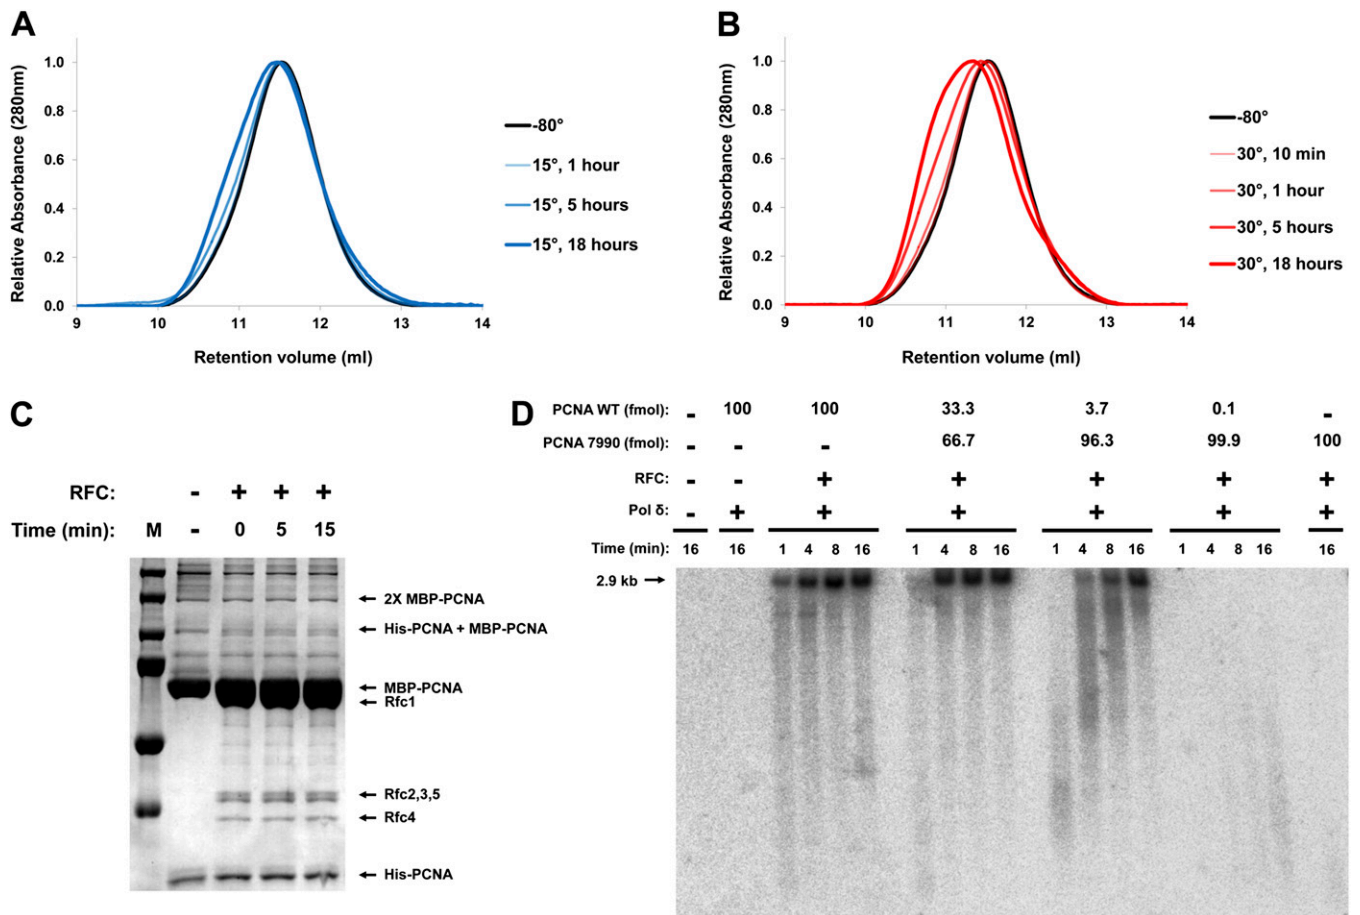 A
Relative Absorbance (280nm)
1.0
0.8
0.6
0.4
0.2
0.0
9 10 11 12 13 14
Retention volume (ml)
-80°
15°, 1 hour
15°, 5 hours
15°, 18 hours
B
Relative Absorbance (280nm)
1.0
0.8
0.6
0.4
0.2
0.0
9 10 11 12 13 14
Retention volume (ml)
-80°
30°, 10 min
30°, 1 hour
30°, 5 hours
30°, 18 hours
C
RFC: - + + +
Time (min): M - 0 5 15
2X MBP-PCNA
His-PCNA + MBP-PCNA
MBP-PCNA
Rfc1
Rfc2,3,5
Rfc4
His-PCNA
D
PCNA WT (fmol): - 100 100 33.3 3.7 0.1 -
PCNA 7990 (fmol): - - - 66.7 96.3 99.9 100
RFC: - - + + + + +
Pol δ: - + + + + + +
Time (min): 16 16 1 4 8 16 1 4 8 16 1 4 8 16 1 4 8 16 16
2.9 kb